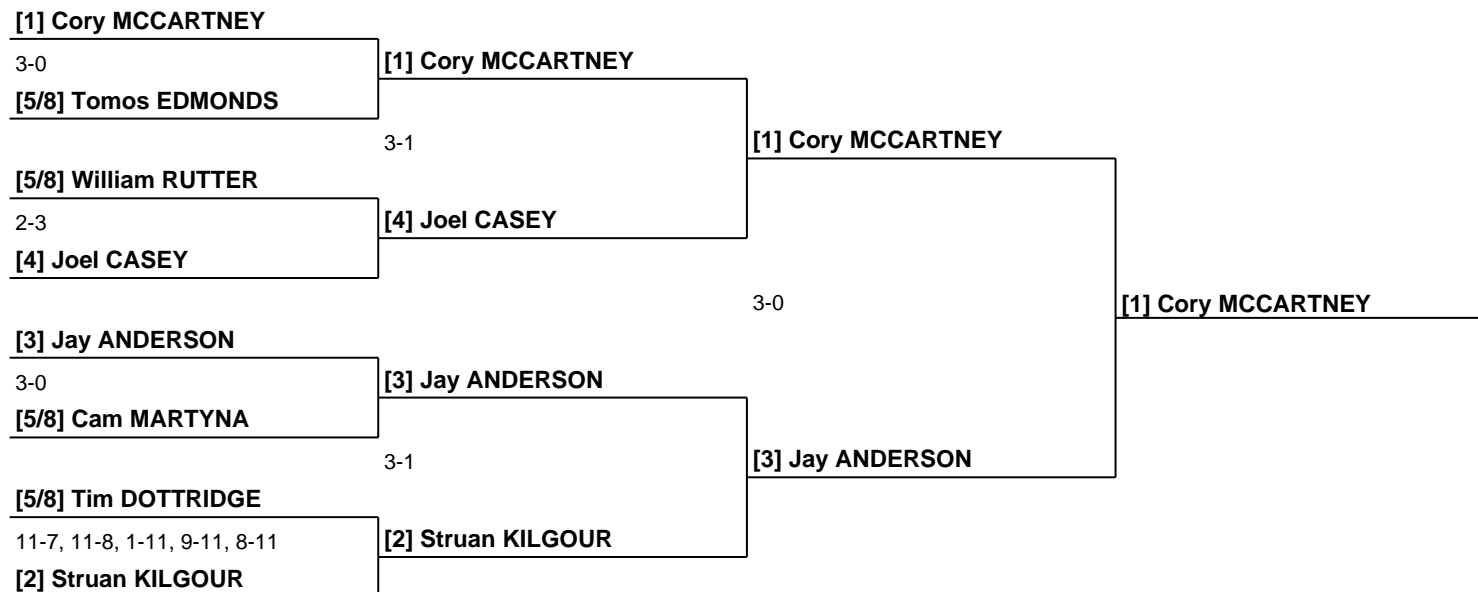 [1] Cory MCCARTNEY
3-0
[5/8] Tomos EDMONDS
[1] Cory MCCARTNEY
3-1
[1] Cory MCCARTNEY
[5/8] William RUTTER
2-3
[4] Joel CASEY
[4] Joel CASEY
3-0
[1] Cory MCCARTNEY
[3] Jay ANDERSON
3-0
[5/8] Cam MARTYNA
[3] Jay ANDERSON
3-1
[3] Jay ANDERSON
[5/8] Tim DOTTRIDGE
11-7, 11-8, 1-11, 9-11, 8-11
[2] Struan KILGOUR
[2] Struan KILGOUR